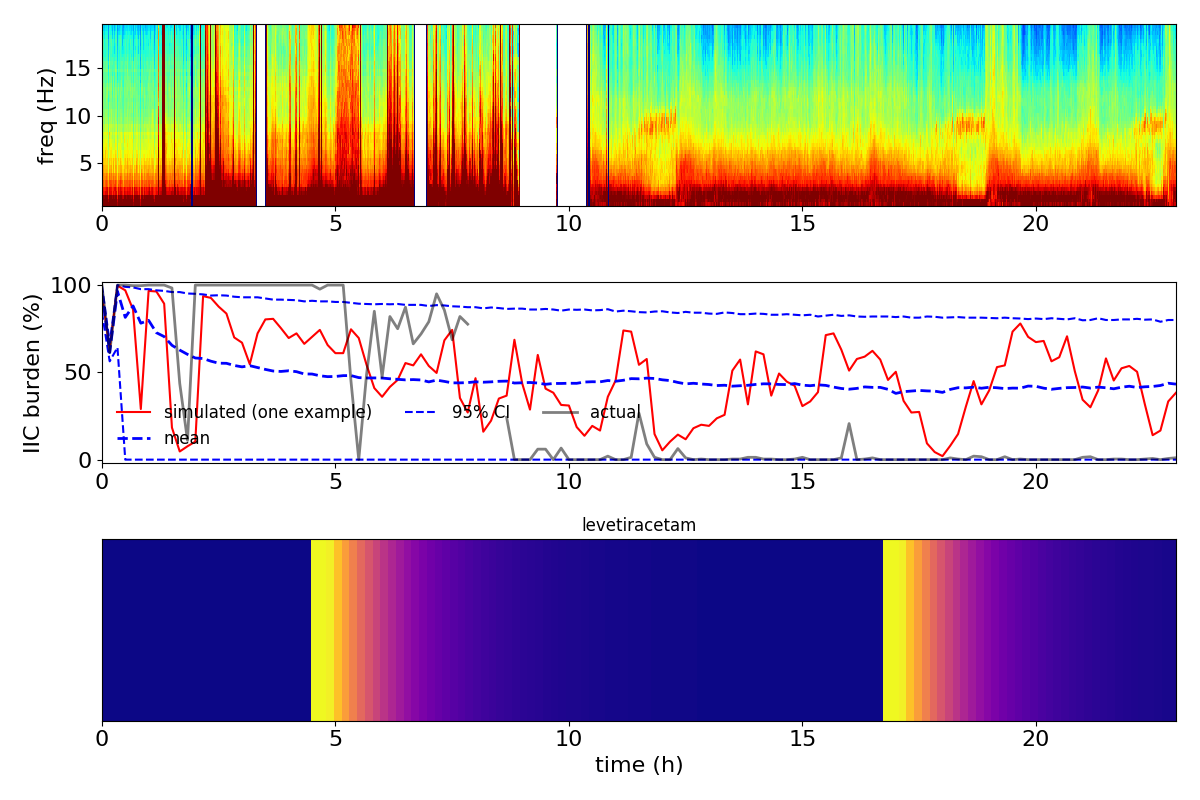 freq (Hz)
15
10
5
0 5 10 15 20
IIC burden (%)
100
50
0
simulated (one example) 95% CI actual
mean
0 5 10 15 20
levetiracetam
0 5 10 15 20
time (h)